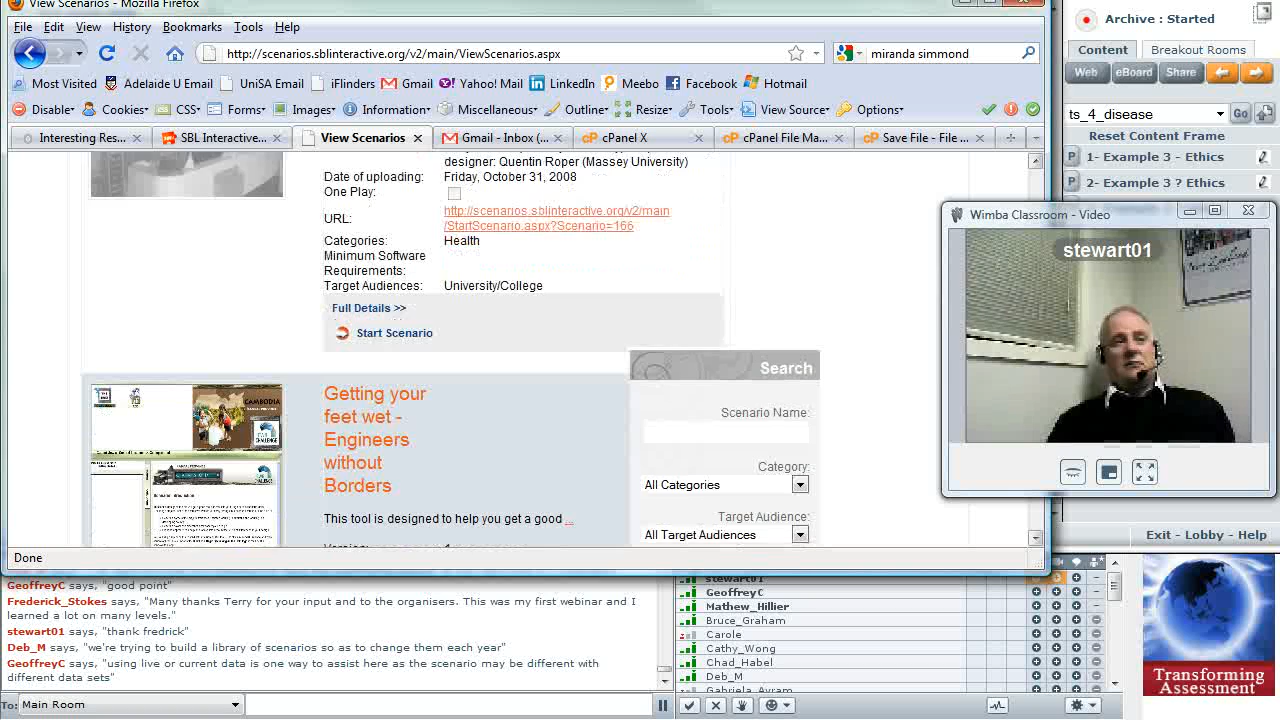 View Scenarios - Mozilla Firefox
File Edit View History Bookmarks Tools Help
http://scenarios.sblinteractive.org/v2/main/ViewScenarios.aspx
miranda simmond
Most Visited Adelaide U Email UniSA Email iFlinders Gmail Yahoo! Mail LinkedIn Meebo Facebook Hotmail
Disable Cookies CSS Forms Images Information Miscellaneous Outline Resize Tools View Source Options
Interesting Res... SBL Interactive... View Scenarios Gmail - Inbox (... cPanel X cPanel File Ma... Save File - File ...
designer: Quentin Roper (Massey University)
Date of uploading: Friday, October 31, 2008
One Play:
URL: http://scenarios.sblinteractive.org/v2/main
/StartScenario.aspx?Scenario=166
Categories: Health
Minimum Software
Requirements:
Target Audiences: University/College
Full Details >>
Start Scenario
Search
Scenario Name:
Category:
All Categories
Target Audience:
All Target Audiences
CAMBODIA
Getting your
feet wet -
Engineers
without
Borders
This tool is designed to help you get a good ...
Done
Archive : Started
Content Breakout Rooms
Web eBoard Share
ts_4_disease Go
Reset Content Frame
P 1- Example 3 - Ethics
P 2- Example 3 ? Ethics
Wimba Classroom - Video
stewart01
Exit - Lobby - Help
GeoffreyC says, "good point"
Frederick_Stokes says, "Many thanks Terry for your input and to the organisers. This was my first webinar and I
learned a lot on many levels."
stewart01 says, "thank fredrick"
Deb_M says, "we're trying to build a library of scenarios so as to change them each year"
GeoffreyC says, "using live or current data is one way to assist here as the scenario may be different with
different data sets"
To: Main Room
stewart01
GeoffreyC
Mathew_Hillier
Bruce_Graham
Carole
Cathy_Wong
Chad_Habel
Deb_M
Gabriela_Avram
Transforming
Assessment